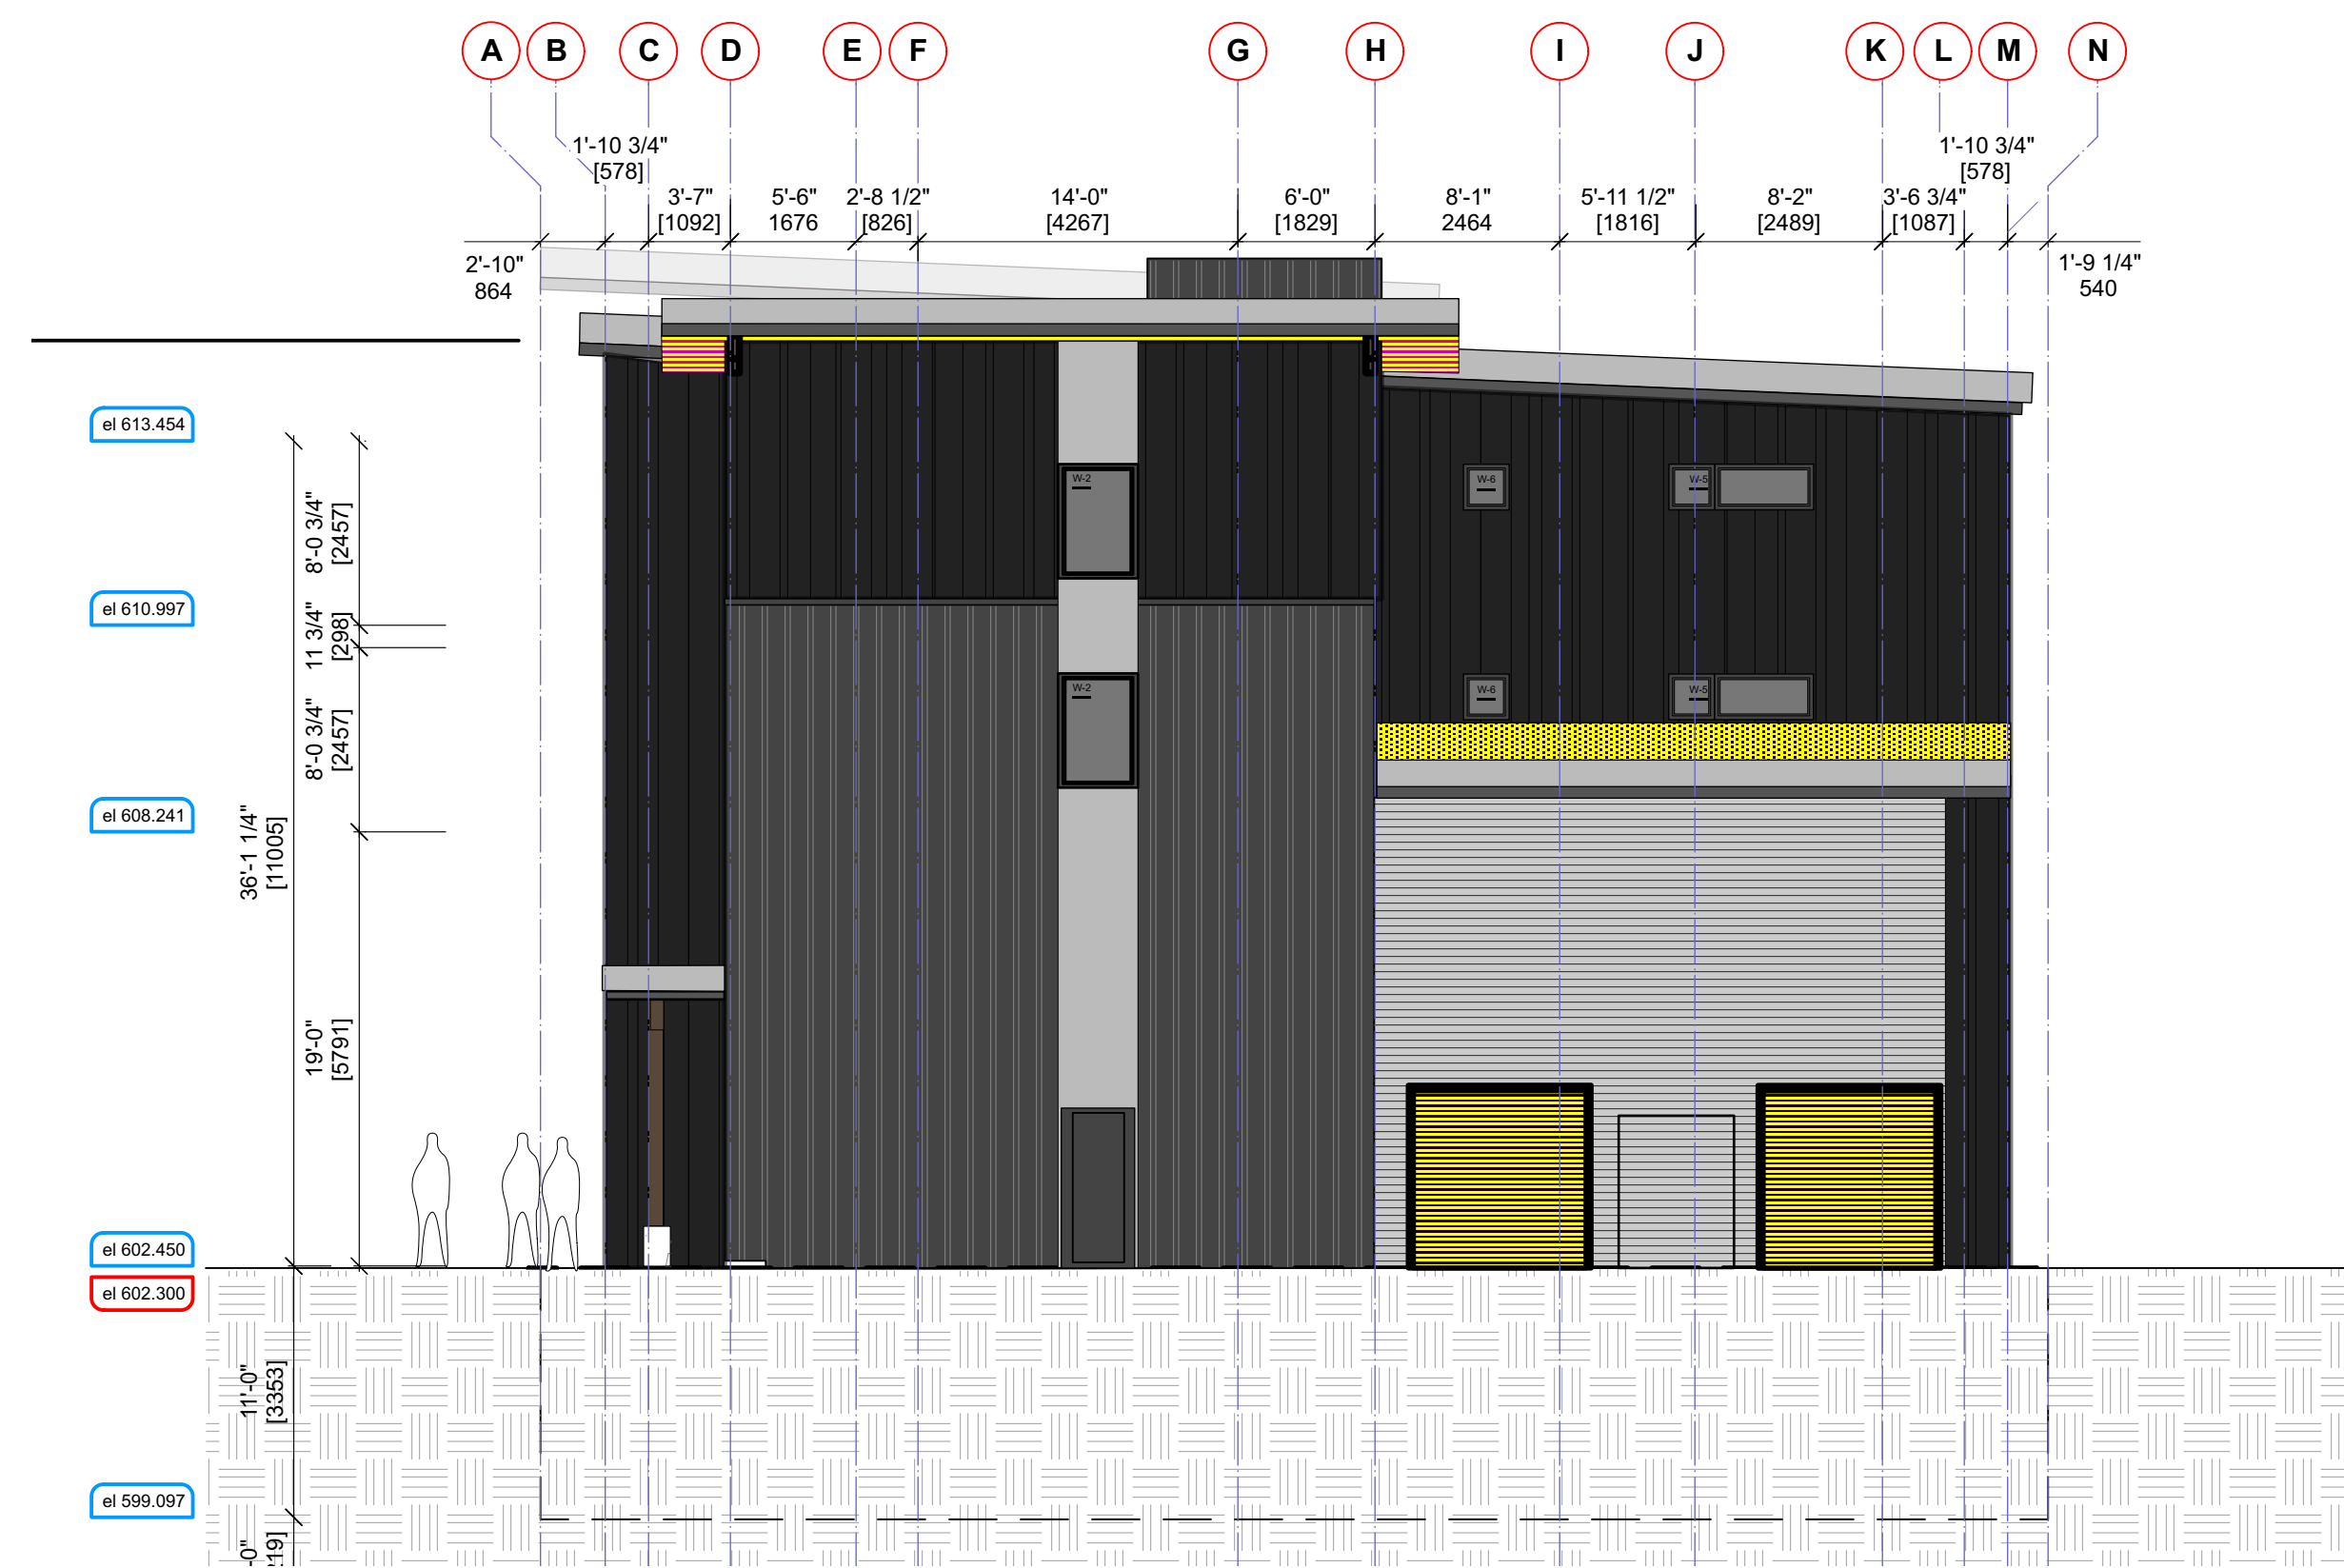 A B C D E F G H I J K L M N
1'-10 3/4"
[578]
1'-10 3/4"
[578]
3'-7"
[1092]
5'-6"
1676
2'-8 1/2"
[826]
14'-0"
[4267]
6'-0"
[1829]
8'-1"
2464
5'-11 1/2"
[1816]
8'-2"
[2489]
3'-6 3/4"
[1087]
2'-10"
864
1'-9 1/4"
540
el 613.454
8'-0 3/4"
[2457]
W-2
W-6
W-5
el 610.997
11 3/4"
[298]
8'-0 3/4"
[2457]
W-2
W-6
W-5
el 608.241
36'-1 1/4"
[11005]
19'-0"
[5791]
el 602.450
el 602.300
11'-0"
[3353]
el 599.097